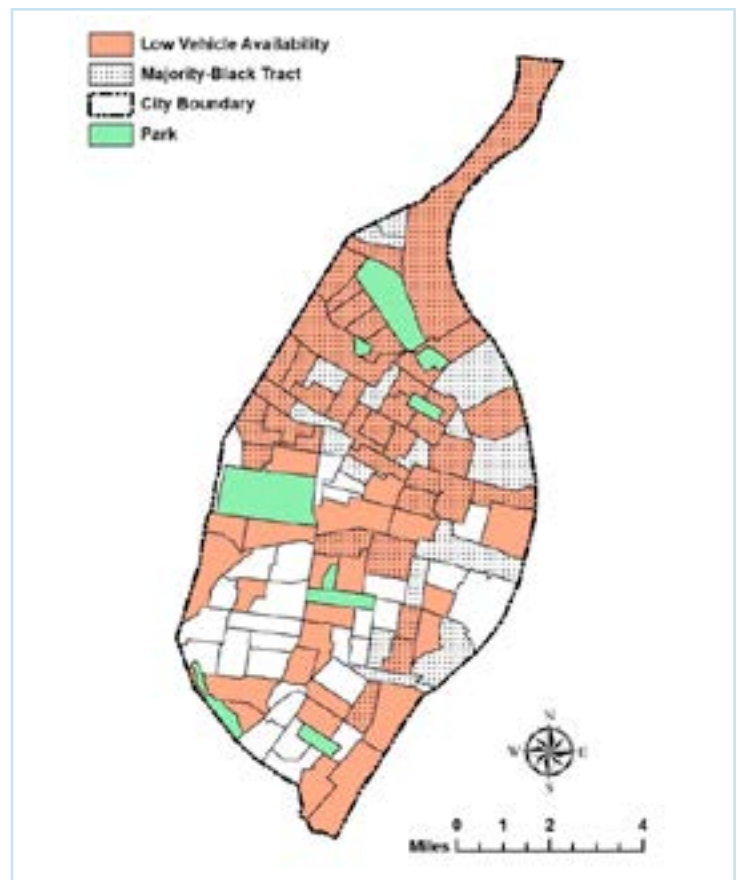 Low Vehicle Availability
Majority-Black Tract
City Boundary
Park
N
W E
S
0 1 2 4
Miles